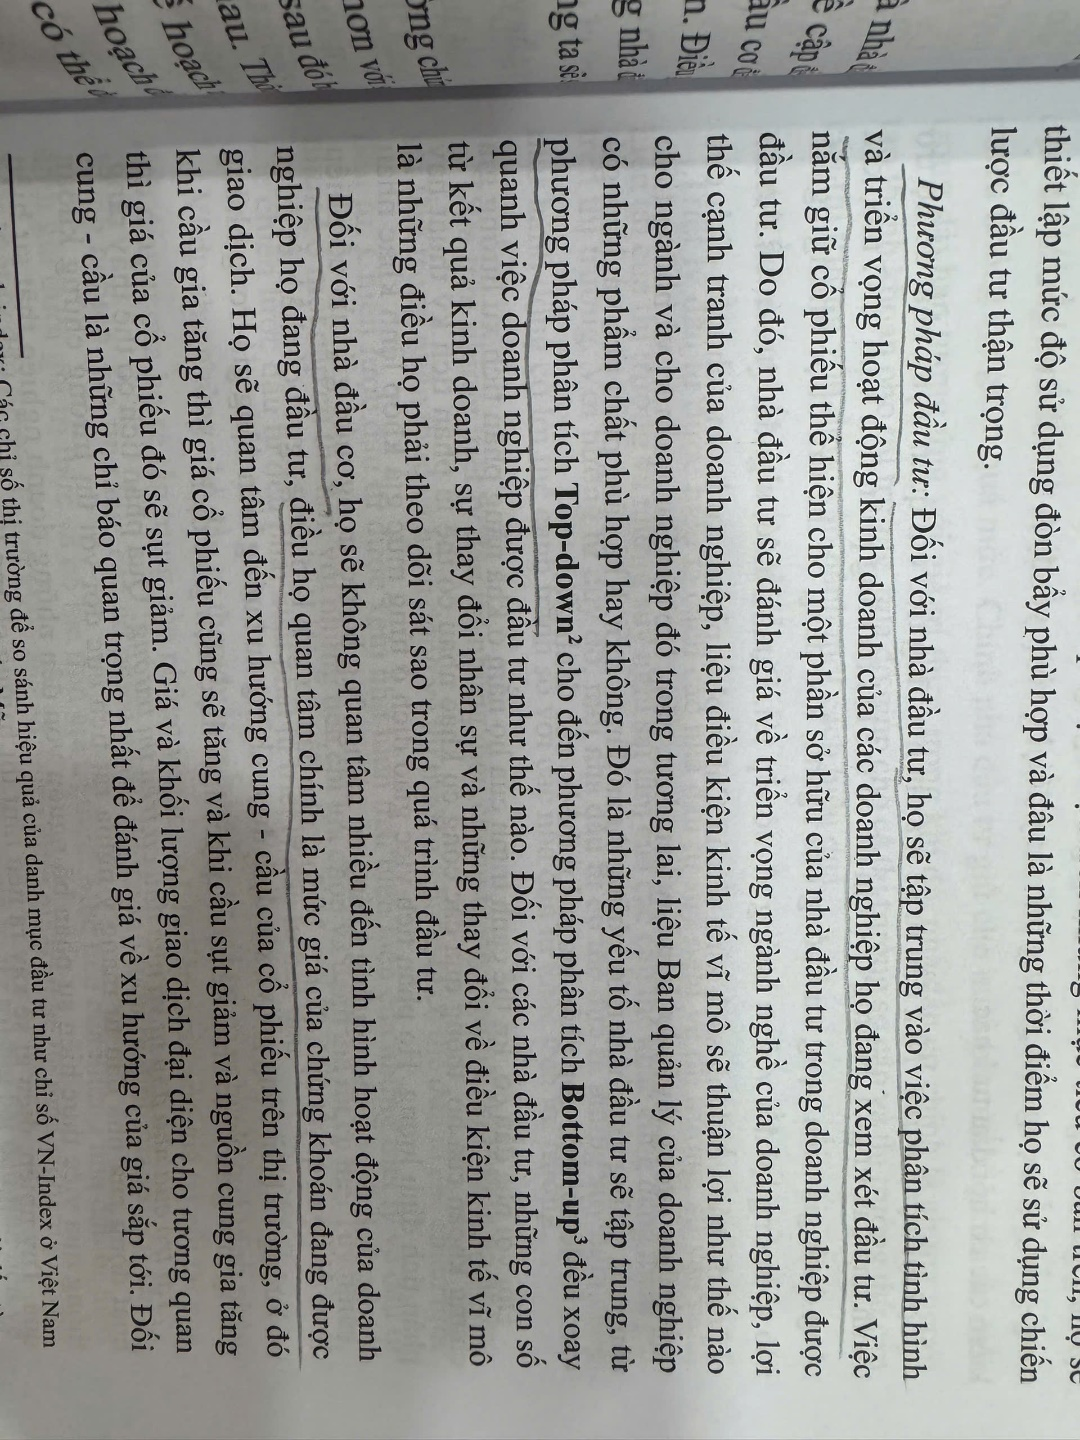 thiết lập mức độ sử dụng đòn bẩy phù hợp và đâu là những thời điểm họ sẽ sử dụng chiến
lược đầu tư thận trọng.
Phương pháp đầu tư: Đối với nhà đầu tư, họ sẽ tập trung vào việc phân tích tình hình
và triển vọng hoạt động kinh doanh của các doanh nghiệp họ đang xem xét đầu tư. Việc
nắm giữ cổ phiếu thể hiện cho một phần sở hữu của nhà đầu tư trong doanh nghiệp được
đầu tư. Do đó, nhà đầu tư sẽ đánh giá về triển vọng ngành nghề của doanh nghiệp, lợi
thế cạnh tranh của doanh nghiệp, liệu điều kiện kinh tế vĩ mô sẽ thuận lợi như thế nào
cho ngành và cho doanh nghiệp đó trong tương lai, liệu Ban quản lý của doanh nghiệp
có những phẩm chất phù hợp hay không. Đó là những yếu tố nhà đầu tư sẽ tập trung, từ
phương pháp phân tích Top-down² cho đến phương pháp phân tích Bottom-up³ đều xoay
quanh việc doanh nghiệp được đầu tư như thế nào. Đối với các nhà đầu tư, những con số
từ kết quả kinh doanh, sự thay đổi nhân sự và những thay đổi về điều kiện kinh tế vĩ mô
là những điều họ phải theo dõi sát sao trong quá trình đầu tư.
Đối với nhà đầu cơ, họ sẽ không quan tâm nhiều đến tình hình hoạt động của doanh
nghiệp họ đang đầu tư, điều họ quan tâm chính là mức giá của chứng khoán đang được
giao dịch. Họ sẽ quan tâm đến xu hướng cung - cầu của cổ phiếu trên thị trường, ở đó
khi cầu gia tăng thì giá cổ phiếu cũng sẽ tăng và khi cầu sụt giảm và nguồn cung gia tăng
thì giá của cổ phiếu đó sẽ sụt giảm. Giá và khối lượng giao dịch đại diện cho tương quan
cung - cầu là những chỉ báo quan trọng nhất để đánh giá về xu hướng của giá sắp tới. Đối
Các chỉ số thị trường để so sánh hiệu quả của danh mục đầu tư như chỉ số VN-Index ở Việt Nam